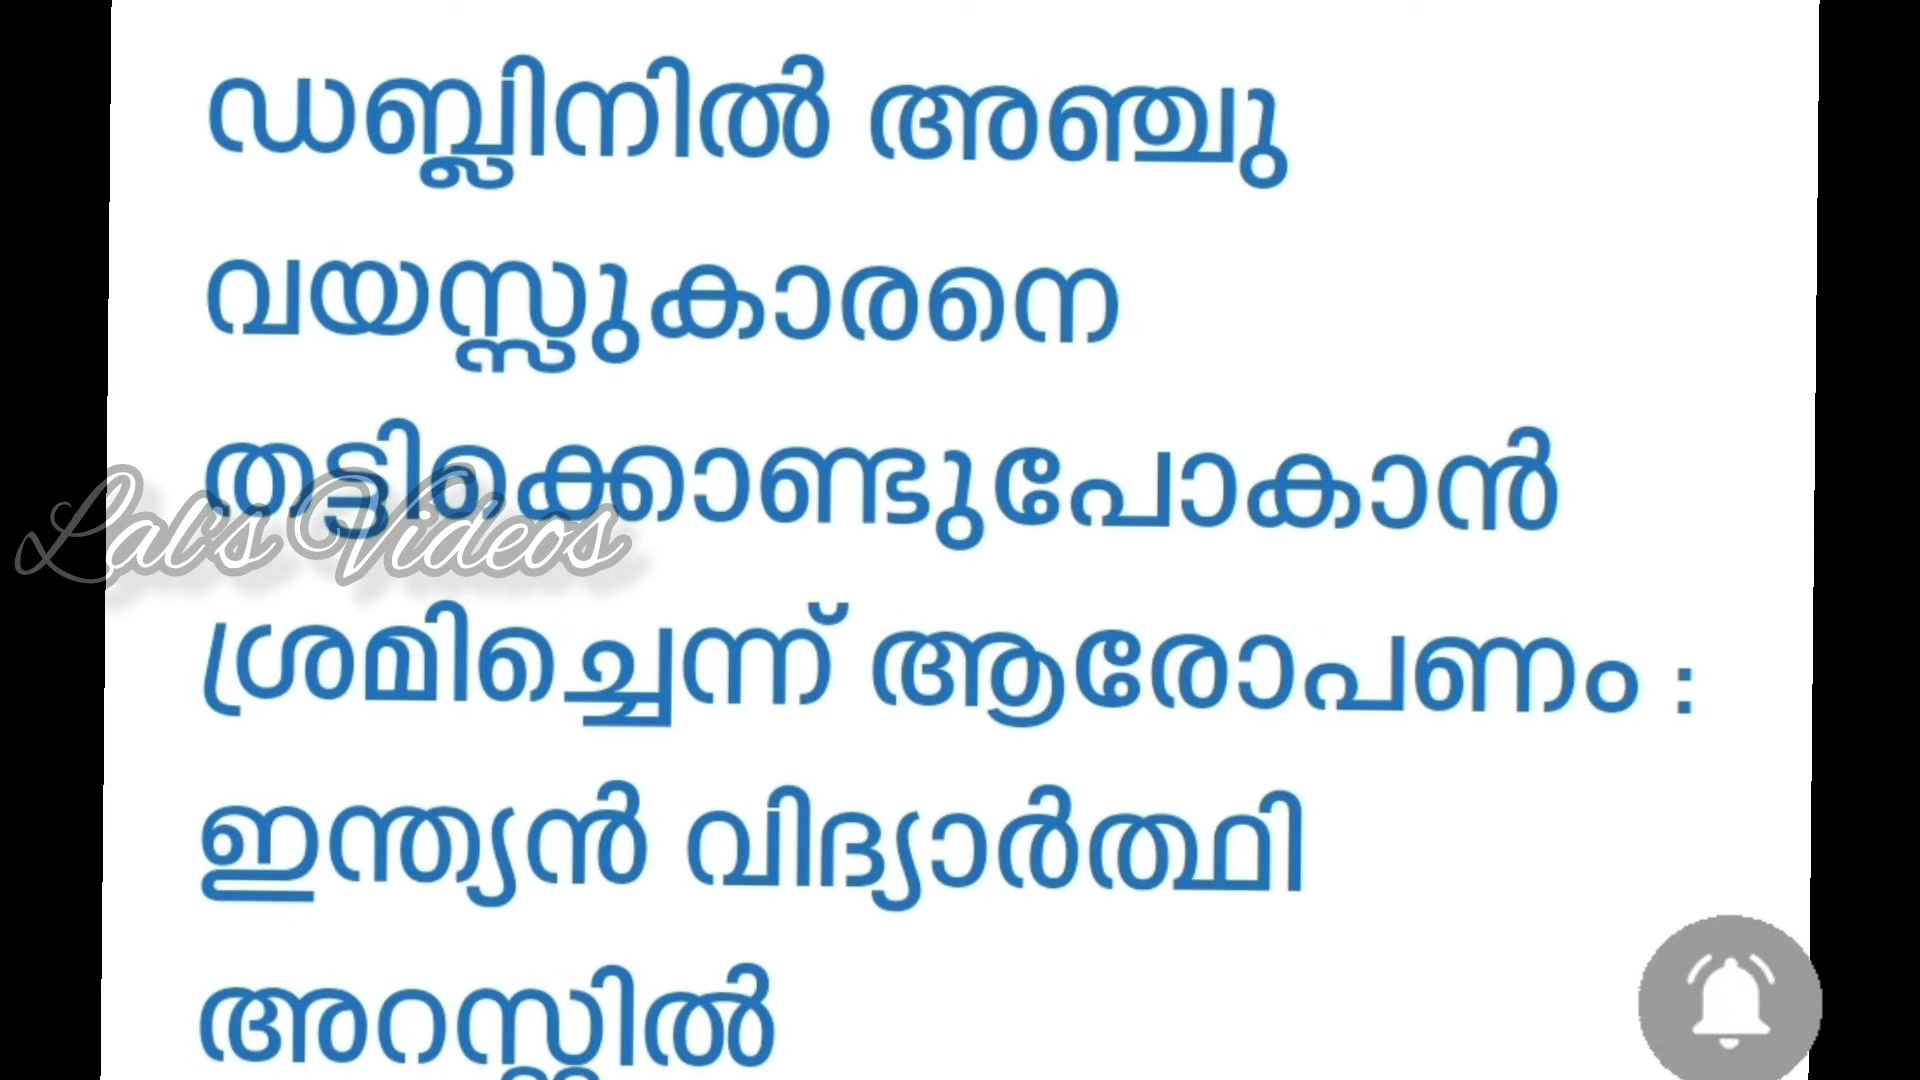 ഡബ്ലിനിൽ അഞ്ചു
വയസ്സുകാരനെ
തട്ടിക്കൊണ്ടുപോകാൻ
Lal's Videos
ശ്രമിച്ചെന്ന് ആരോപണം :
ഇന്ത്യൻ വിദ്യാർത്ഥി
അറസ്റ്റിൽ